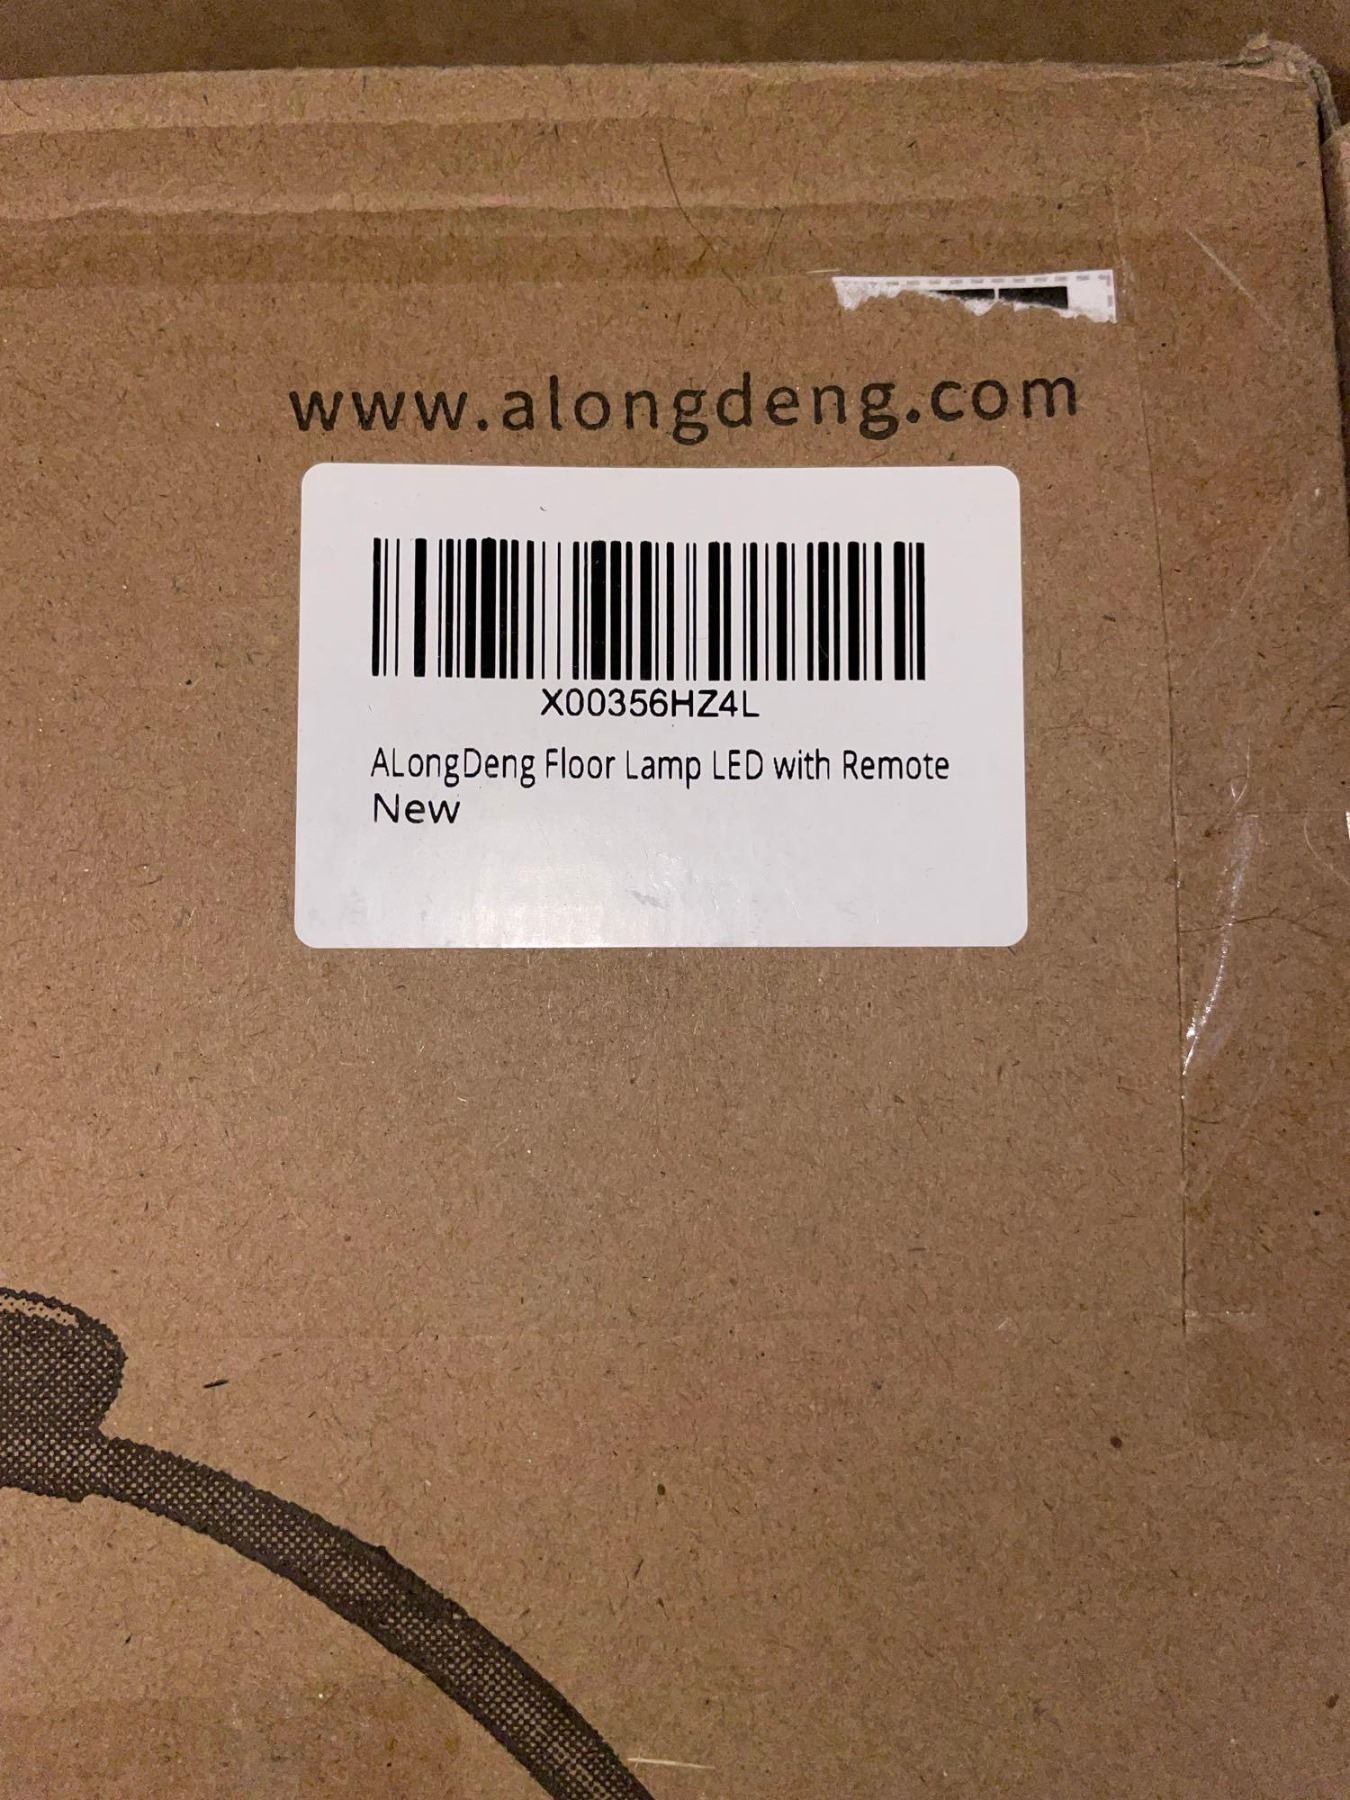 www.alongdeng.com
X00356HZ4L
ALongDeng Floor Lamp LED with Remote
New